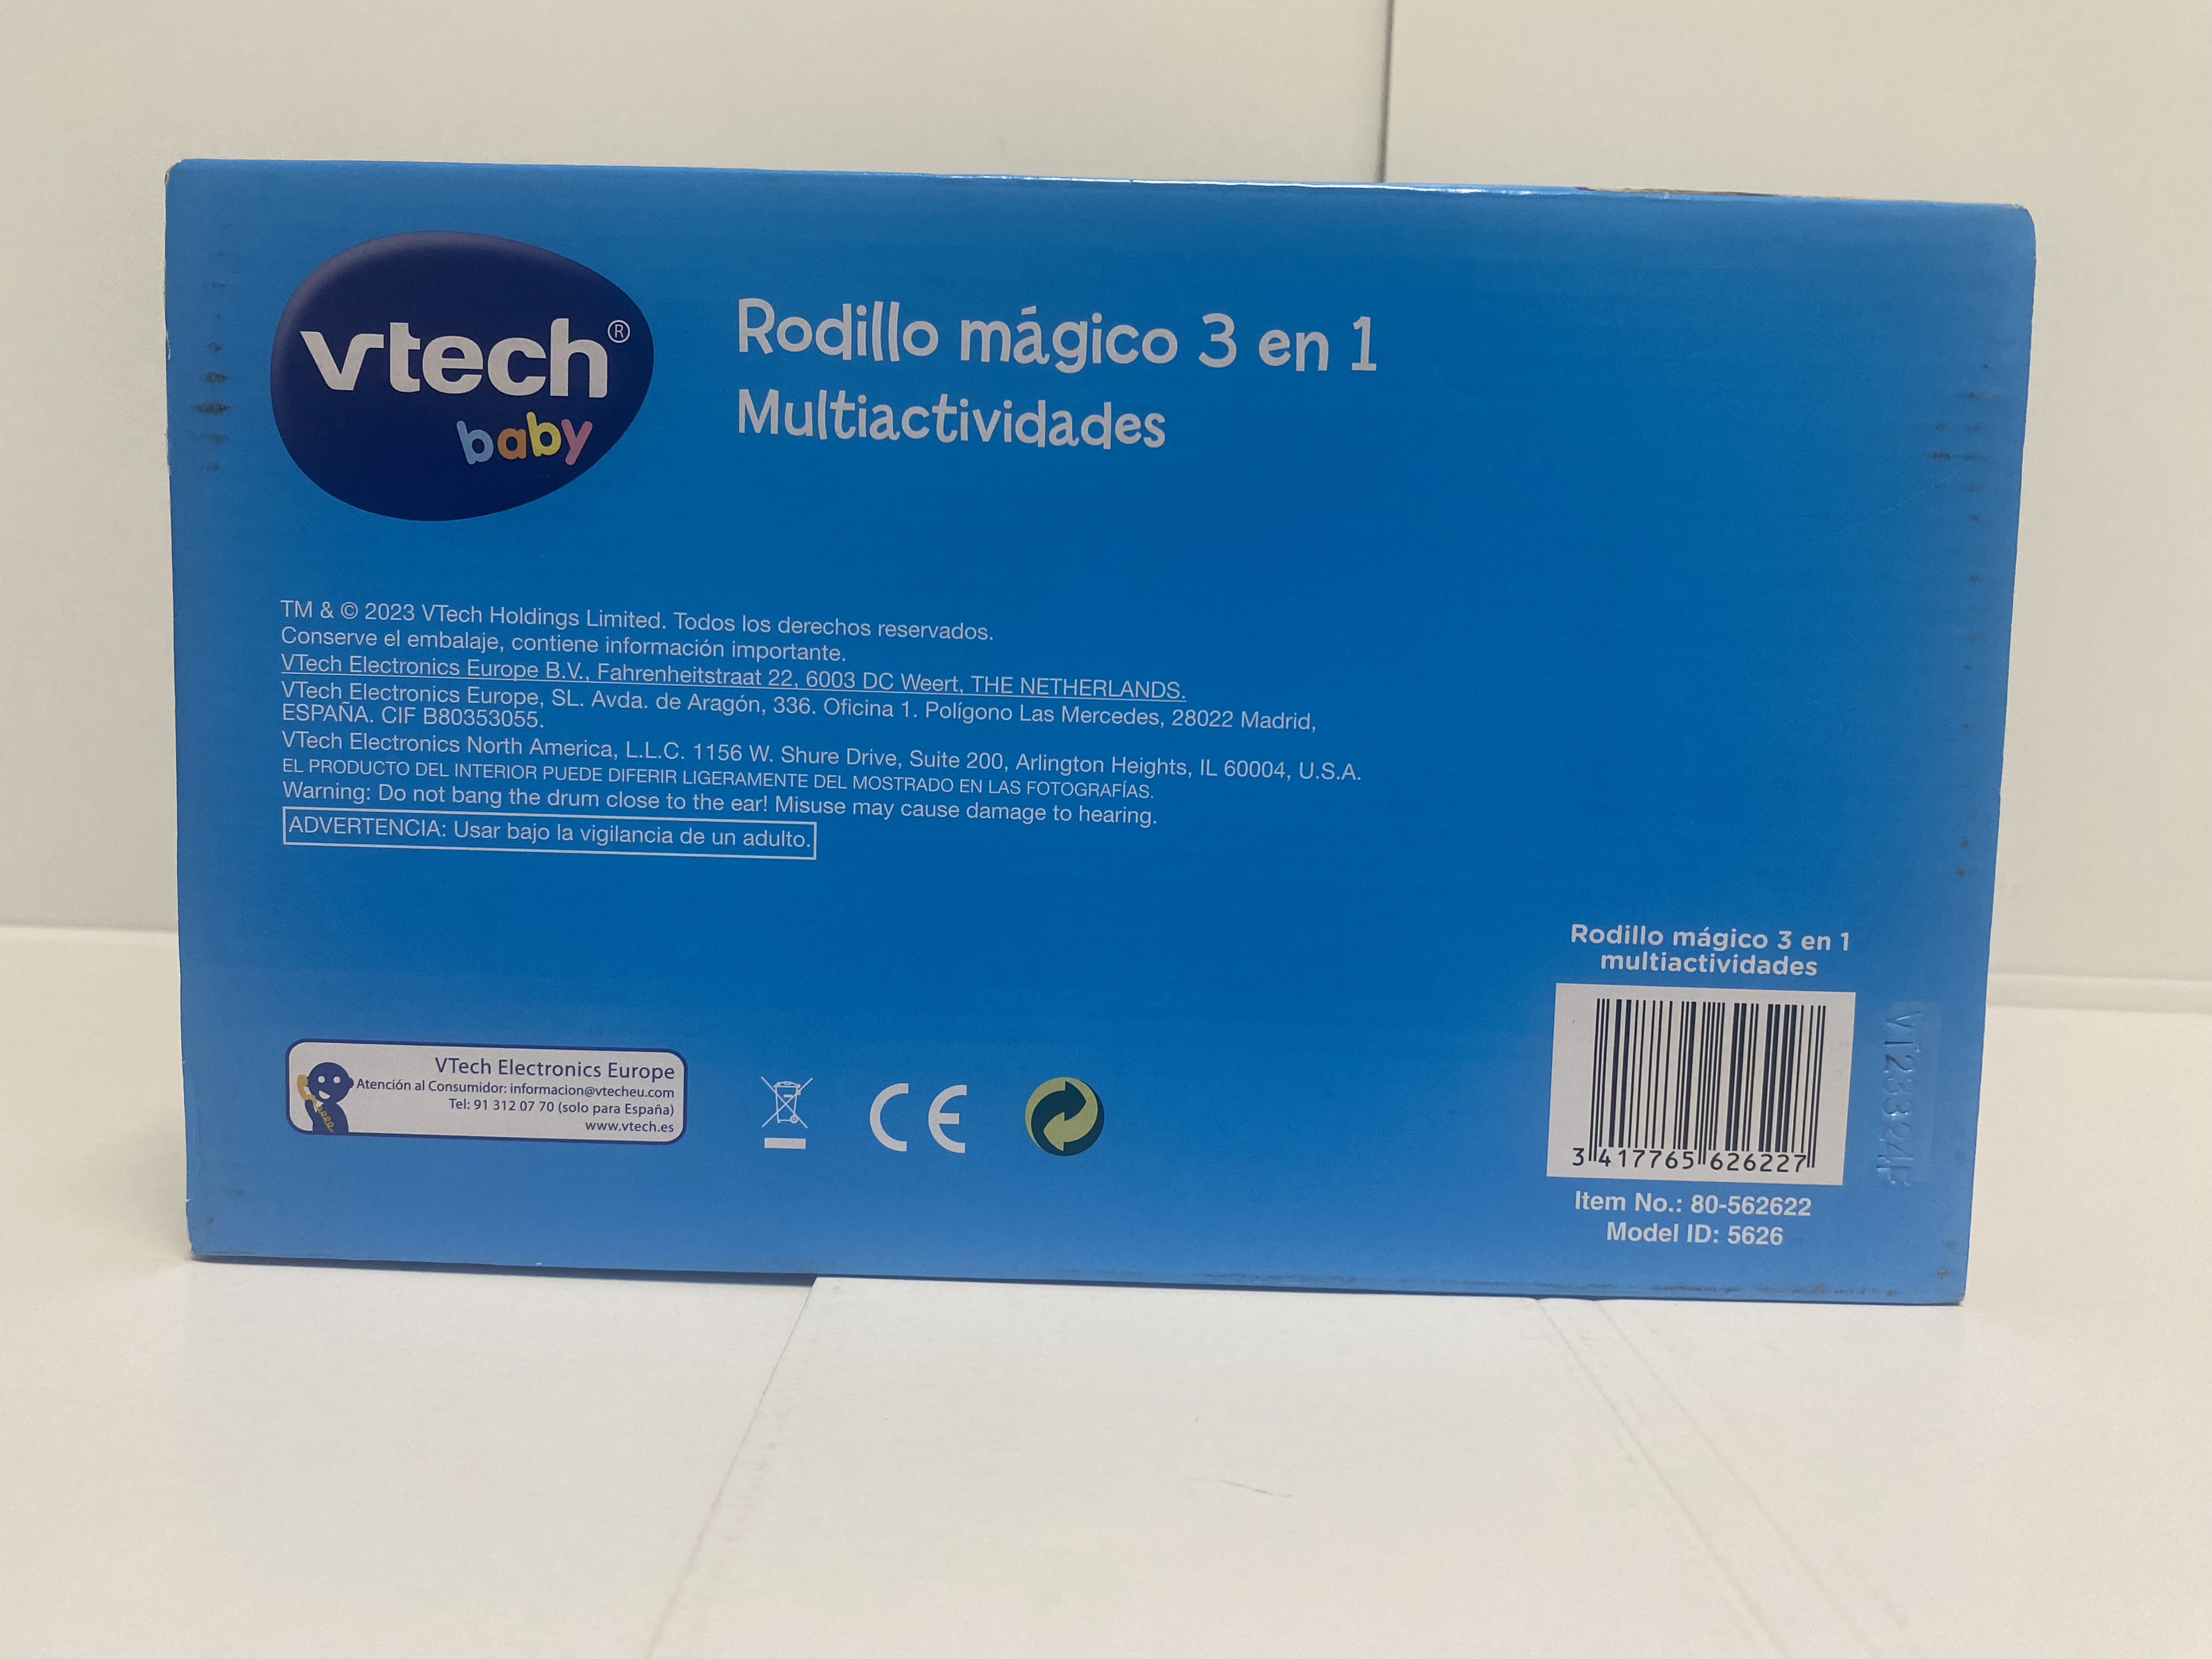 vtech®
baby
Rodillo mágico 3 en 1
Multiactividades
TM & © 2023 VTech Holdings Limited. Todos los derechos reservados.
Conserve el embalaje, contiene información importante.
VTech Electronics Europe B.V., Fahrenheitstraat 22, 6003 DC Weert, THE NETHERLANDS.
VTech Electronics Europe, SL. Avda. de Aragón, 336. Oficina 1. Polígono Las Mercedes, 28022 Madrid,
ESPAÑA. CIF B80353055.
VTech Electronics North America, L.L.C. 1156 W. Shure Drive, Suite 200, Arlington Heights, IL 60004, U.S.A.
EL PRODUCTO DEL INTERIOR PUEDE DIFERIR LIGERAMENTE DEL MOSTRADO EN LAS FOTOGRAFÍAS.
Warning: Do not bang the drum close to the ear! Misuse may cause damage to hearing.
ADVERTENCIA: Usar bajo la vigilancia de un adulto.
VTech Electronics Europe
Atención al Consumidor: informacion@vtecheu.com
Tel: 91 312 07 70 (solo para España)
www.vtech.es
CE
Rodillo mágico 3 en 1
multiactividades
3 417765 626227
Item No.: 80-562622
Model ID: 5626
VT23324F